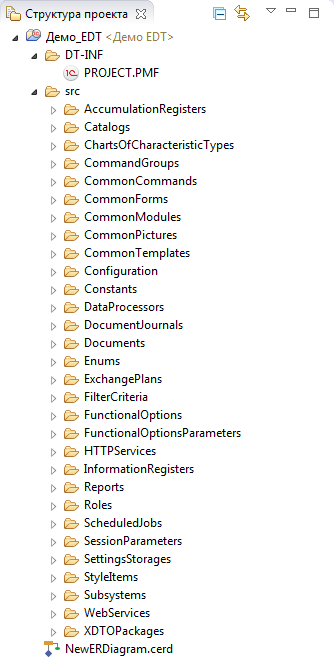 Структура проекта
Демо_EDT <Демо EDT>
DT-INF
PROJECT.PMF
src
AccumulationRegisters
Catalogs
ChartsOfCharacteristicTypes
CommandGroups
CommonCommands
CommonForms
CommonModules
CommonPictures
CommonTemplates
Configuration
Constants
DataProcessors
DocumentJournals
Documents
Enums
ExchangePlans
FilterCriteria
FunctionalOptions
FunctionalOptionsParameters
HTTPServices
InformationRegisters
Reports
Roles
ScheduledJobs
SessionParameters
SettingsStorages
StyleItems
Subsystems
WebServices
XDTOPackages
NewERDiagram.cerd